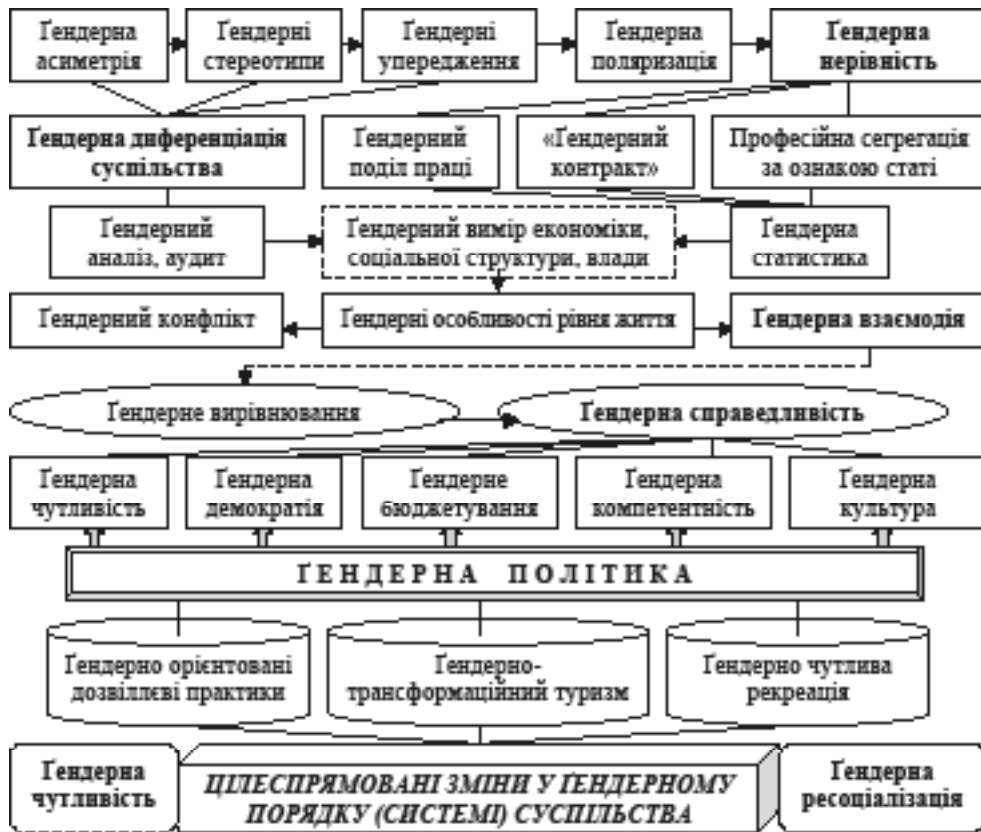 Ґендерна
асиметрія
Ґендерні
стереотипи
Ґендерні
упередження
Ґендерна
поляризація
Ґендерна
нерівність
Ґендерна диференціація
суспільства
Ґендерний
поділ праці
«Ґендерний
контракт»
Професійна сегрегація
за ознакою статі
Ґендерний
аналіз, аудит
Ґендерний вимір економіки,
соціальної структури, влади
Ґендерна
статистика
Ґендерний конфлікт
Ґендерні особливості рівня життя
Ґендерна взаємодія
Ґендерне вирівнювання
Ґендерна справедливість
Ґендерна
чутливість
Ґендерна
демократія
Ґендерне
бюджетування
Ґендерна
компетентність
Ґендерна
культура
ҐЕНДЕРНА ПОЛІТИКА
Ґендерно орієнтовані
дозвіллєві практики
Ґендерно-
трансформаційний туризм
Ґендерно чутлива
рекреація
Ґендерна
чутливість
ЦІЛЕСПРЯМОВАНІ ЗМІНИ У ҐЕНДЕРНОМУ
ПОРЯДКУ (СИСТЕМІ) СУСПІЛЬСТВА
Ґендерна
ресоціалізація